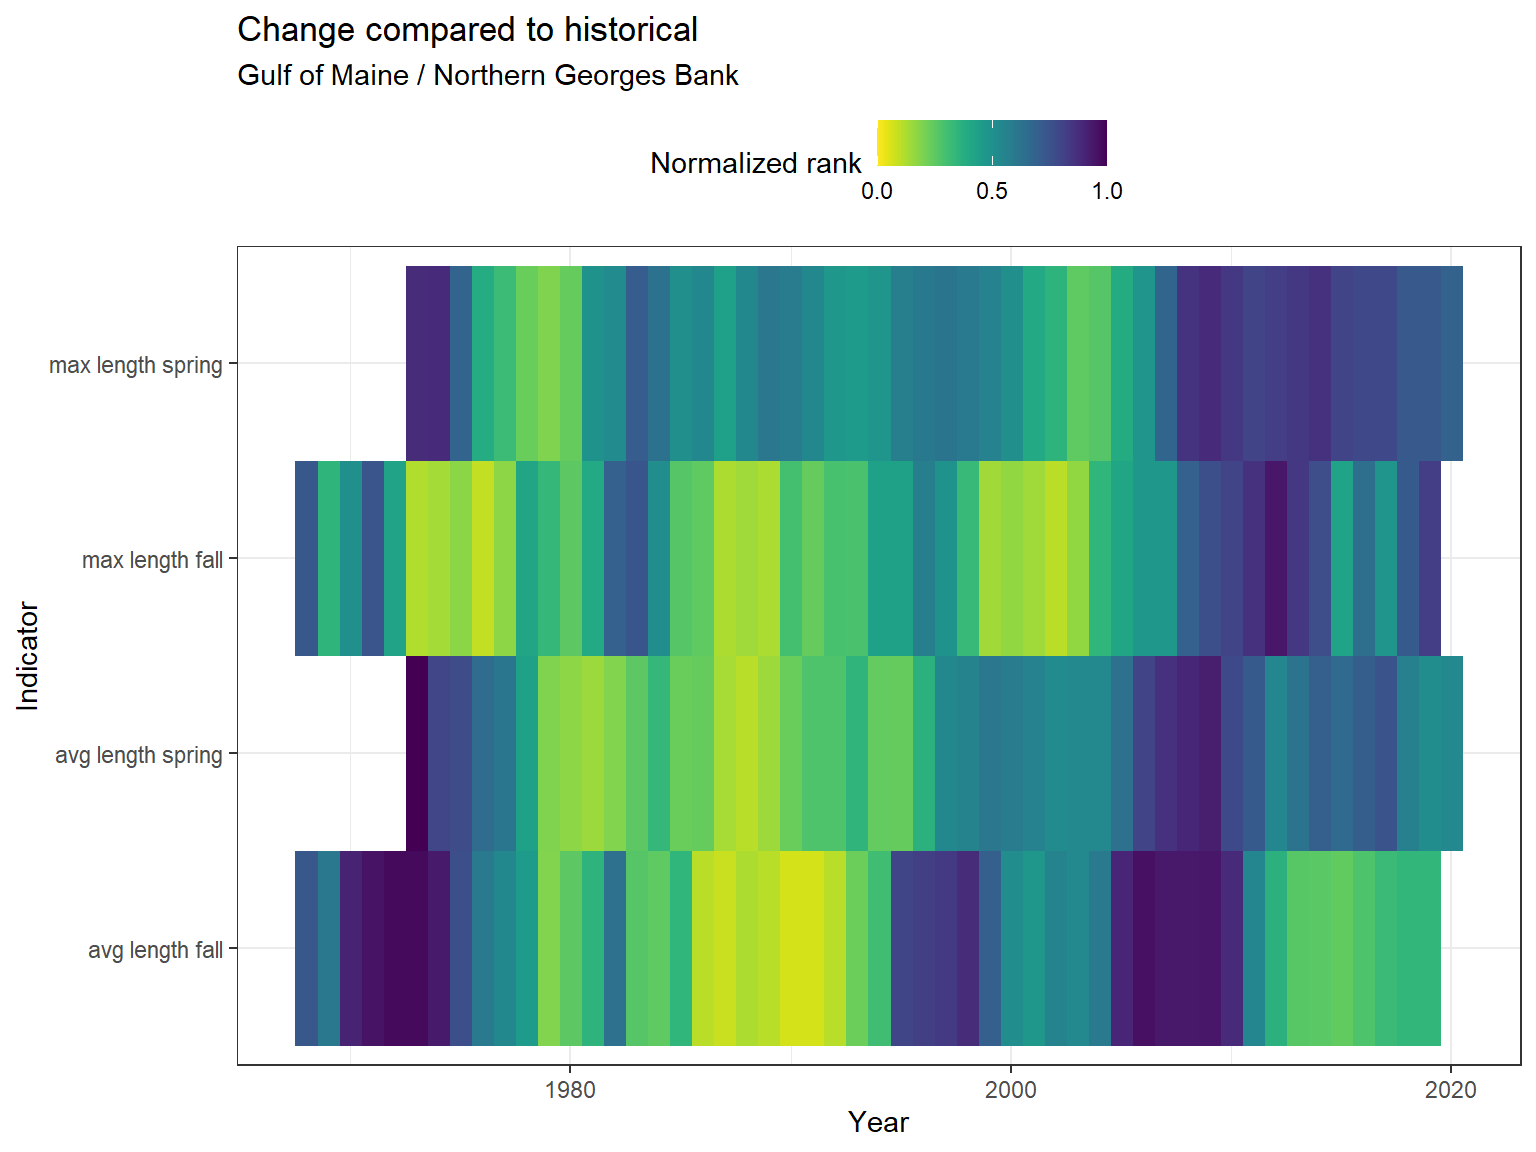 Change compared to historical
Gulf of Maine / Northern Georges Bank
Normalized rank
0.0 0.5 1.0
max length spring
max length fall
avg length spring
avg length fall
Indicator
1980 2000 2020
Year